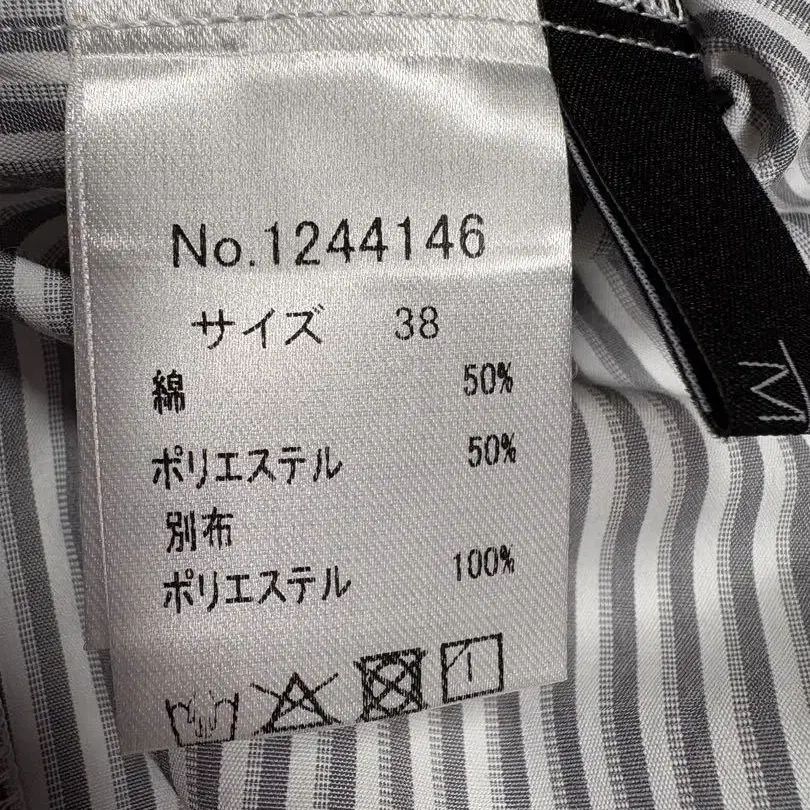 No.1244146
サイズ 38
綿 50%
ポリエステル 50%
別布
ポリエステル 100%
M